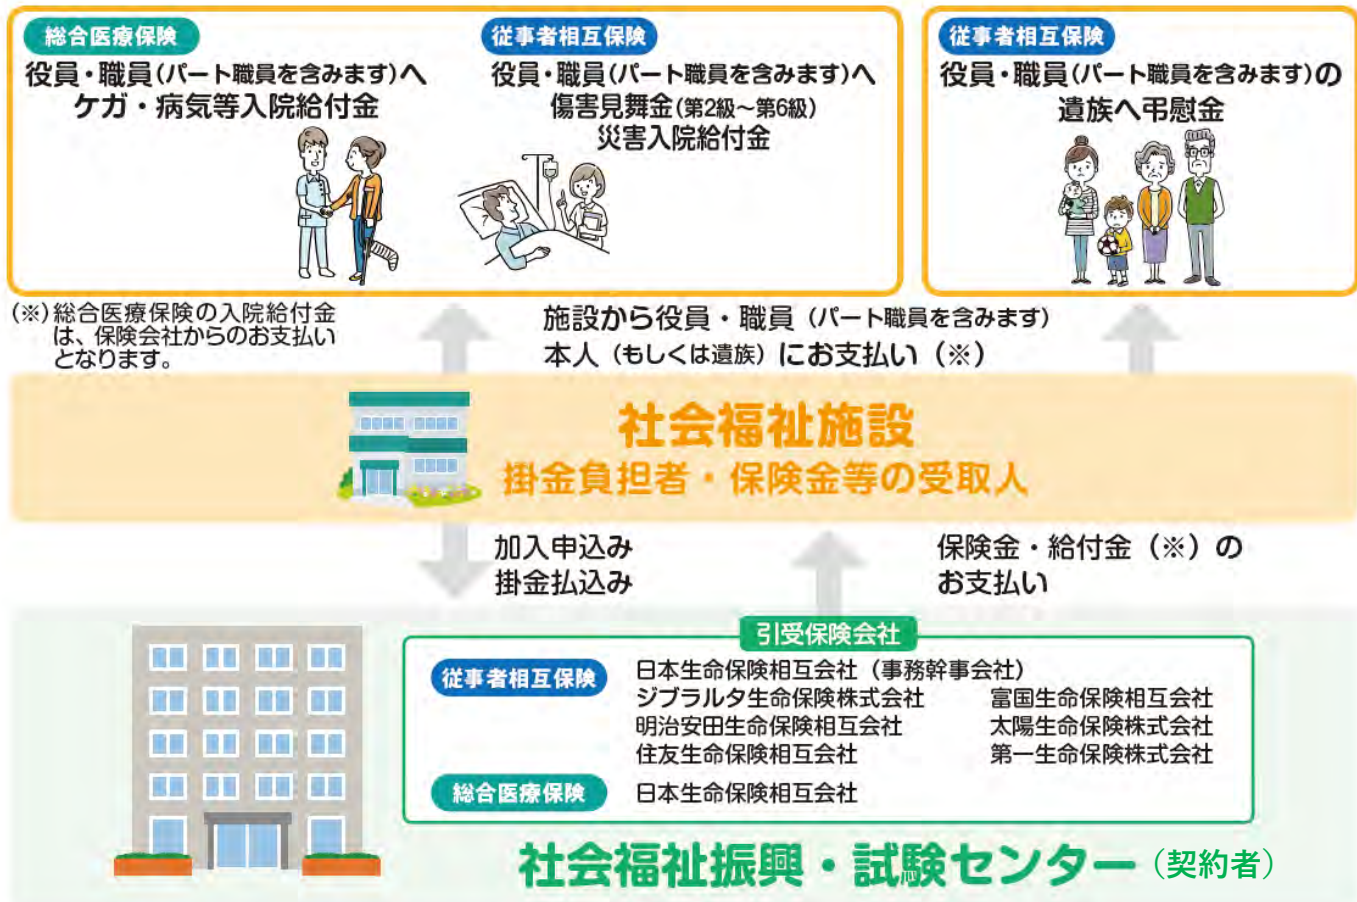 総合医療保険
役員・職員(パート職員を含みます)へ
ケガ・病気等入院給付金
従事者相互保険
役員・職員(パート職員を含みます)へ
傷害見舞金(第2級～第6級)
災害入院給付金
従事者相互保険
役員・職員(パート職員を含みます)の
遺族へ弔慰金
(※)総合医療保険の入院給付金
は、保険会社からのお支払い
となります。
施設から役員・職員（パート職員を含みます）
本人（もしくは遺族）にお支払い（※）
社会福祉施設
掛金負担者・保険金等の受取人
加入申込み
掛金払込み
保険金・給付金（※）の
お支払い
引受保険会社
従事者相互保険
日本生命保険相互会社（事務幹事会社）
ジブラルタ生命保険株式会社 富国生命保険相互会社
明治安田生命保険相互会社 太陽生命保険株式会社
住友生命保険相互会社 第一生命保険株式会社
総合医療保険 日本生命保険相互会社
社会福祉振興・試験センター（契約者）